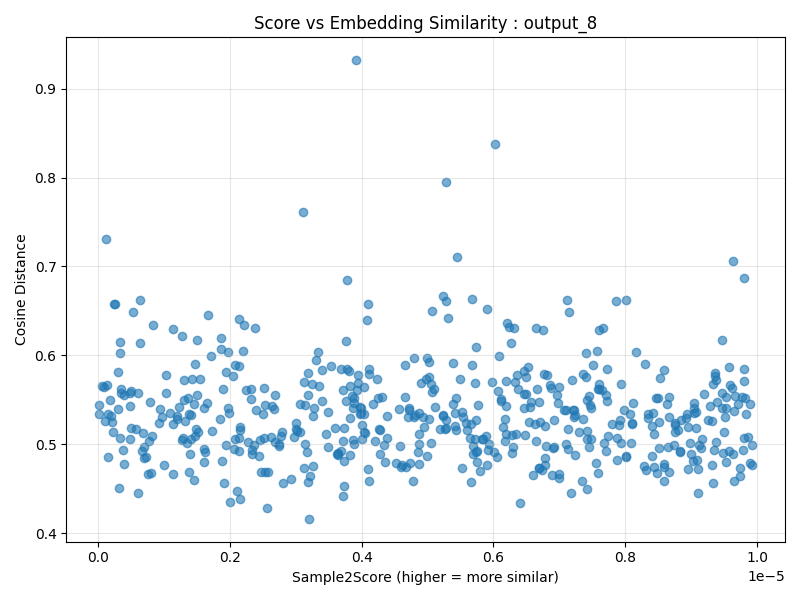 Score vs Embedding Similarity : output_8
Cosine Distance
0.9
0.8
0.7
0.6
0.5
0.4
0.0 0.2 0.4 0.6 0.8 1.0
1e−5
Sample2Score (higher = more similar)